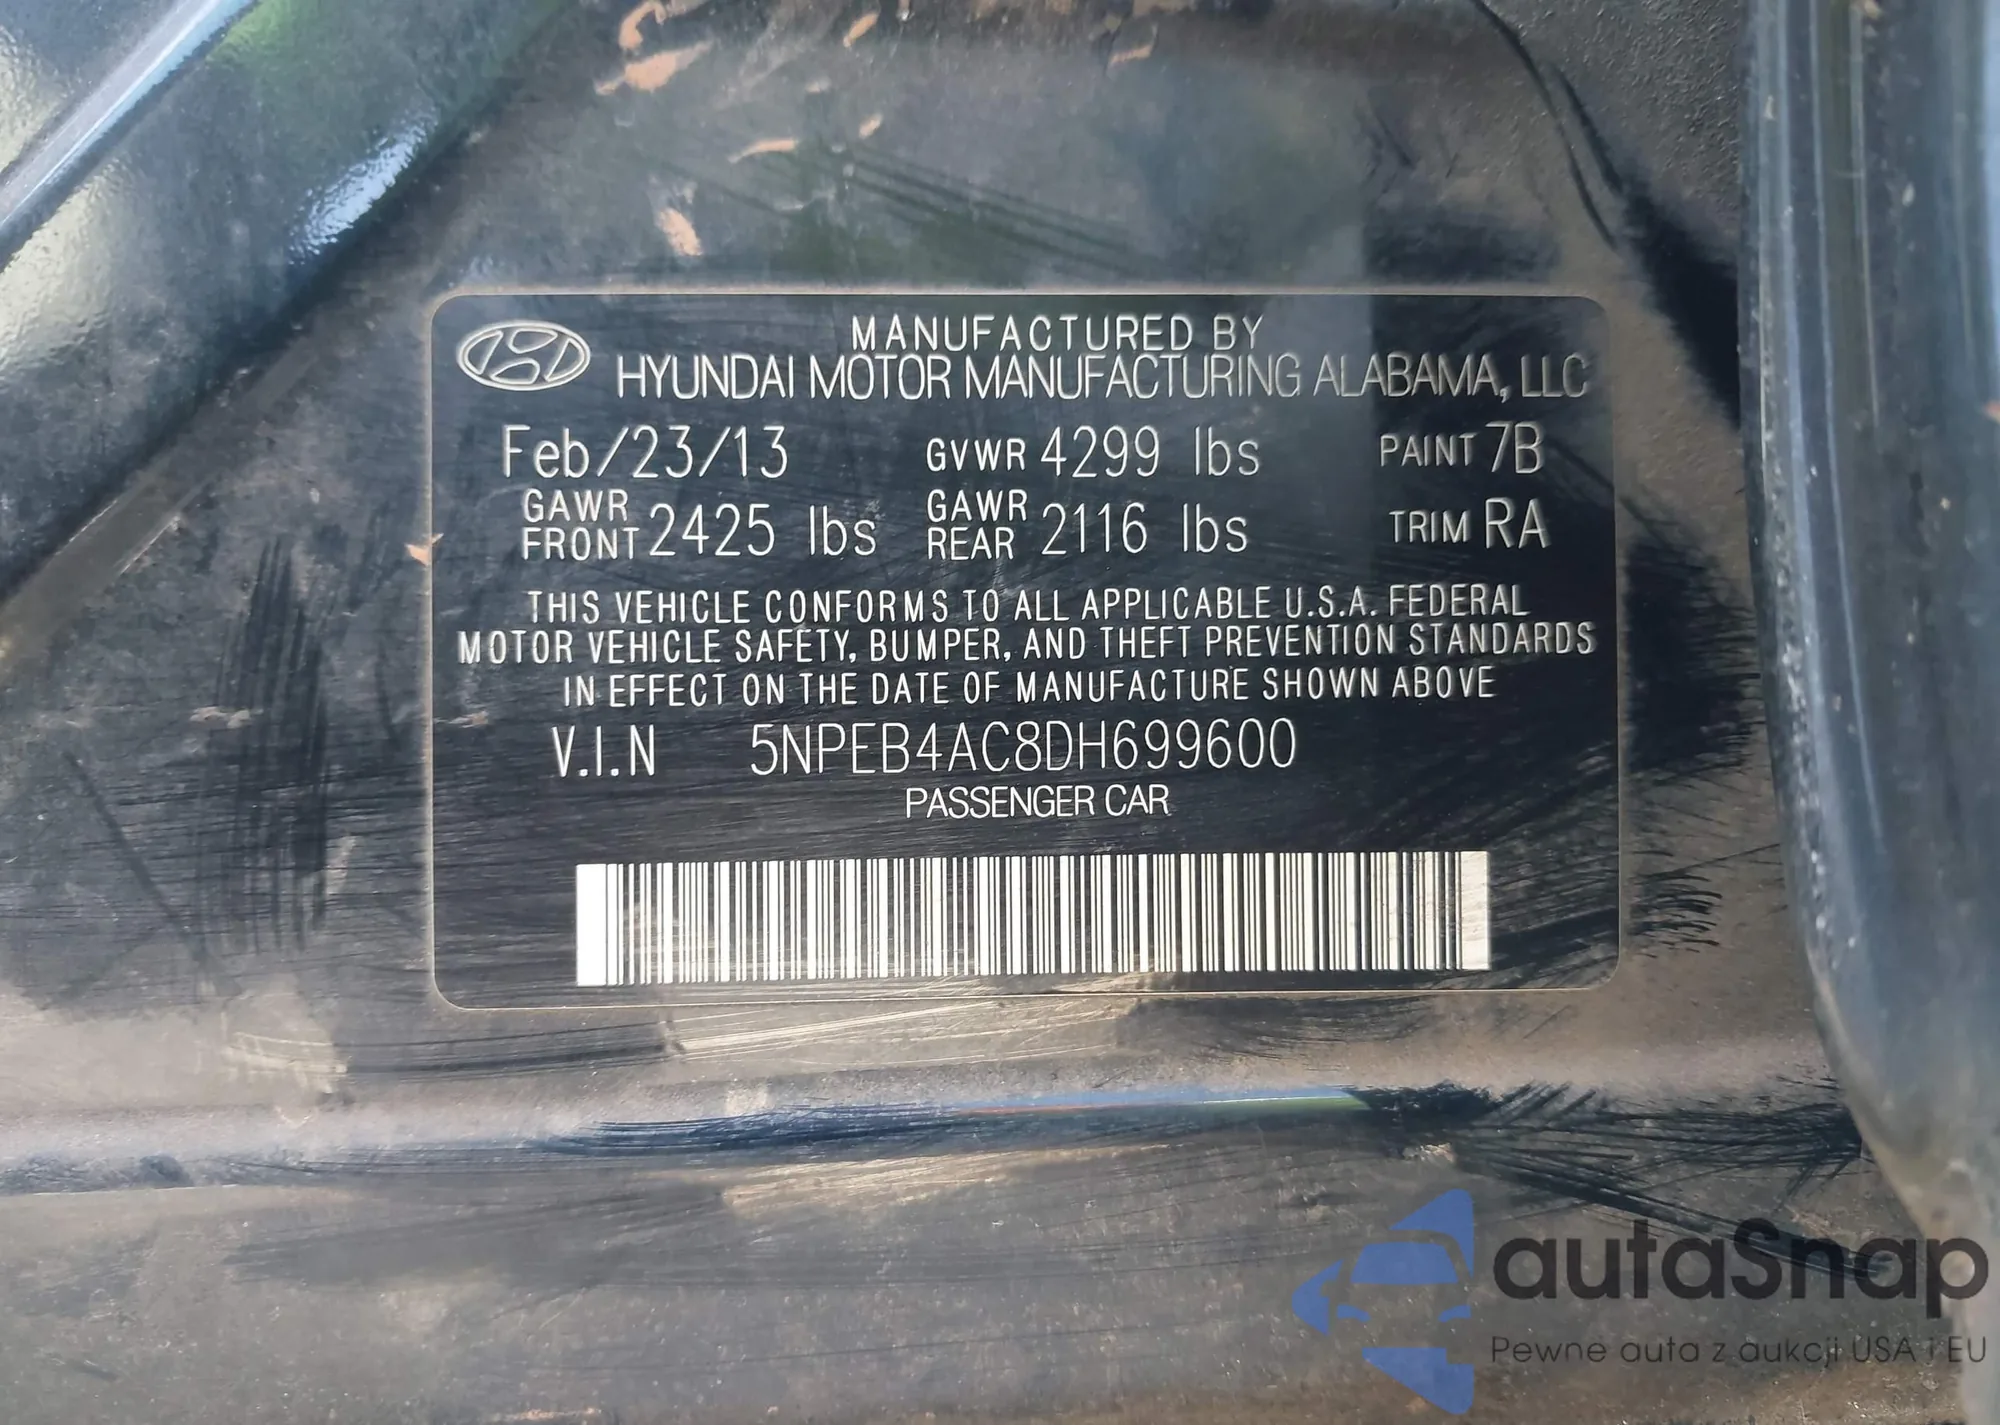 MANUFACTURED BY
HYUNDAI MOTOR MANUFACTURING ALABAMA, LLC
Feb/23/13 GVWR 4299 lbs PAINT 7B
GAWR FRONT 2425 lbs GAWR REAR 2116 lbs TRIM RA
THIS VEHICLE CONFORMS TO ALL APPLICABLE U.S.A. FEDERAL
MOTOR VEHICLE SAFETY, BUMPER, AND THEFT PREVENTION STANDARDS
IN EFFECT ON THE DATE OF MANUFACTURE SHOWN ABOVE
V.I.N 5NPEB4AC8DH699600
PASSENGER CAR
autaSnap
Pewne auta z aukcji USA i EU